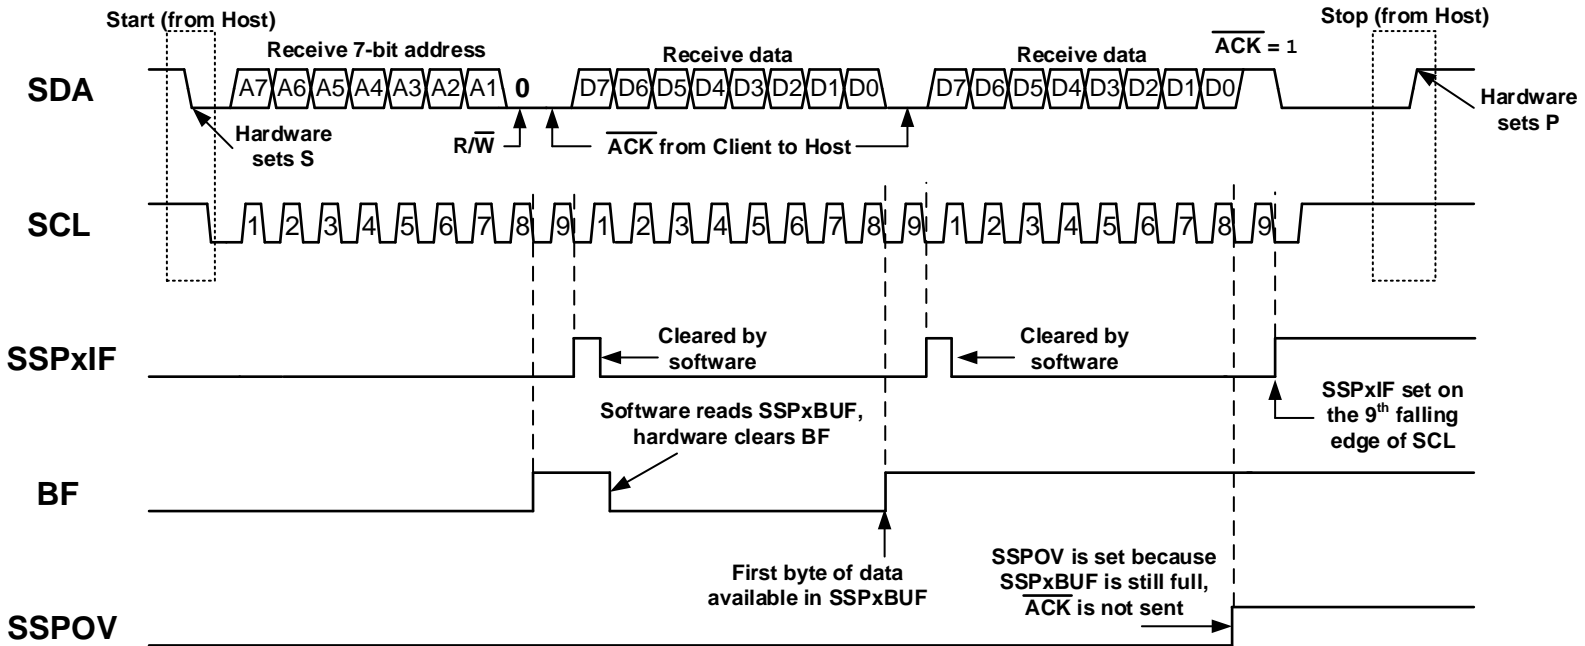 Start (from Host)
Stop (from Host)
Receive 7-bit address
Receive data
Receive data
ACK = 1
SDA
A7 A6 A5 A4 A3 A2 A1 0 D7 D6 D5 D4 D3 D2 D1 D0 D7 D6 D5 D4 D3 D2 D1 D0
Hardware
sets S
R/W
ACK from Client to Host
Hardware
sets P
SCL
1 2 3 4 5 6 7 8 9 1 2 3 4 5 6 7 8 9 1 2 3 4 5 6 7 8 9
SSPxIF
Cleared by
software
Cleared by
software
SSPxIF set on
the 9th falling
edge of SCL
Software reads SSPxBUF,
hardware clears BF
BF
First byte of data
available in SSPxBUF
SSPOV is set because
SSPxBUF is still full,
ACK is not sent
SSPOV